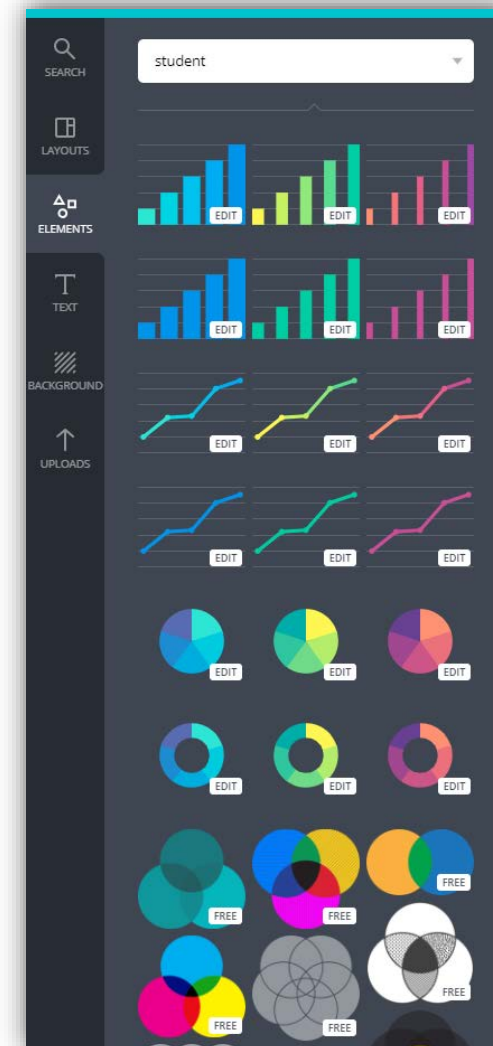 SEARCH
student
LAYOUTS
ELEMENTS
TEXT
BACKGROUND
UPLOADS
EDIT EDIT EDIT
EDIT EDIT EDIT
EDIT EDIT EDIT
EDIT EDIT EDIT
EDIT EDIT EDIT
EDIT EDIT EDIT
FREE FREE FREE
FREE FREE FREE